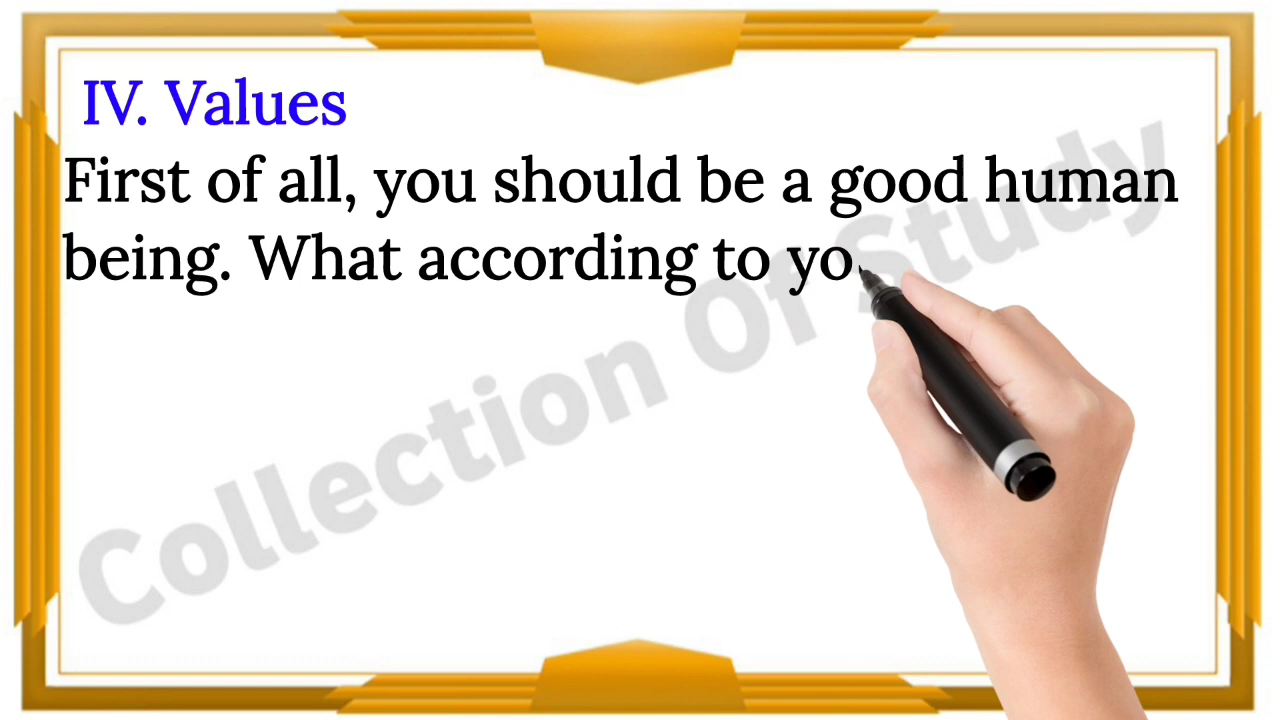 IV. Values
First of all, you should be a good human
being. What according to yo
Collection Of Study